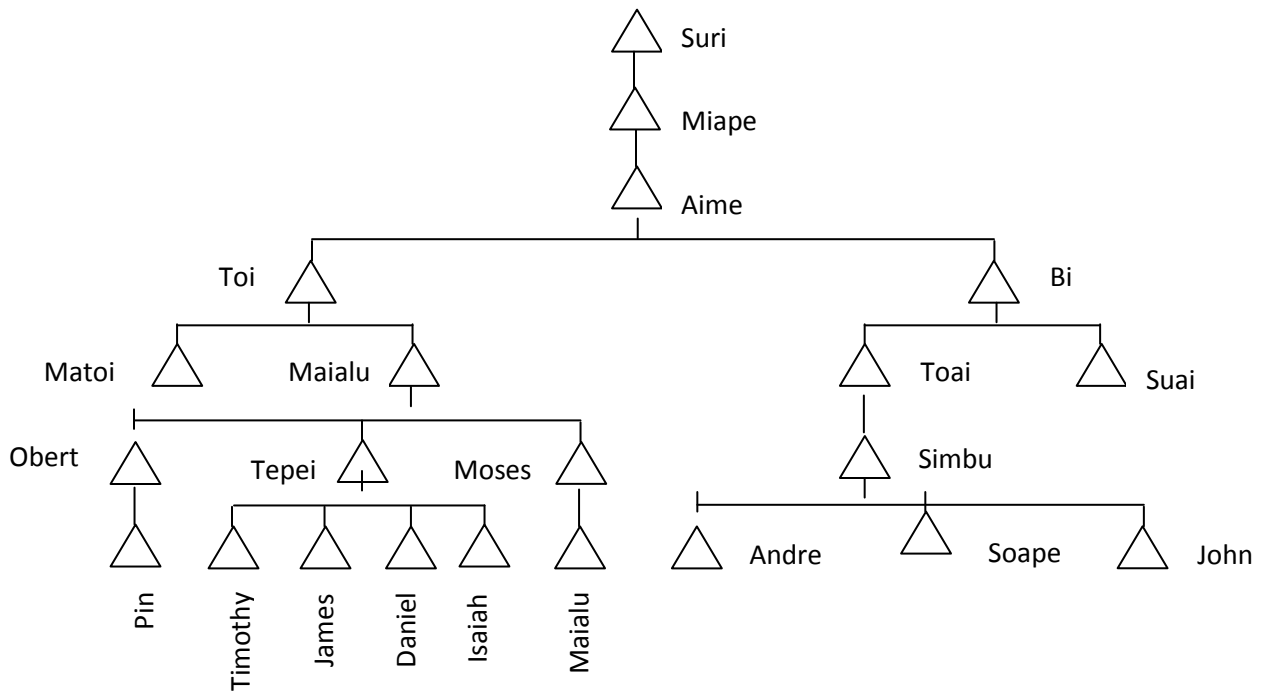 Suri
Miape
Aime
Toi
Bi
Matoi
Maialu
Toai
Suai
Obert
Tepei
Moses
Simbu
Andre
Soape
John
Pin
Timothy
James
Daniel
Isaiah
Maialu